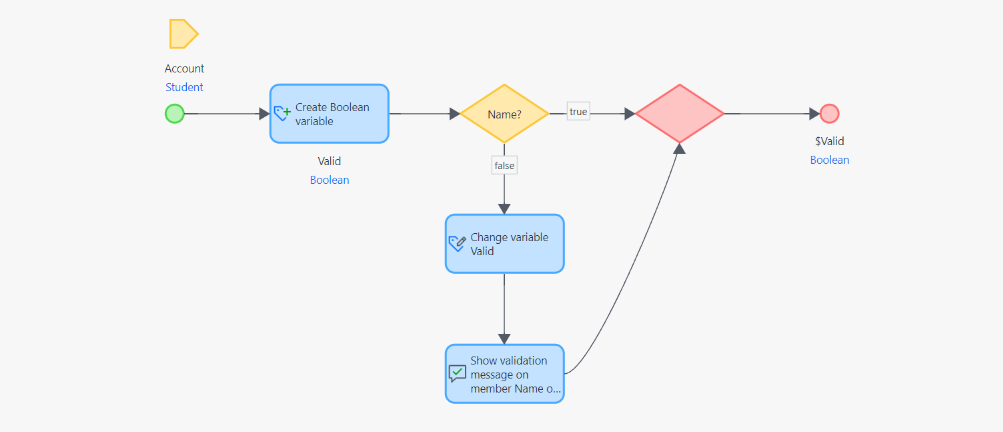 Account
Student
Create Boolean
variable
Valid
Boolean
Name?
true
false
$Valid
Boolean
Change variable
Valid
Show validation
message on
member Name o...